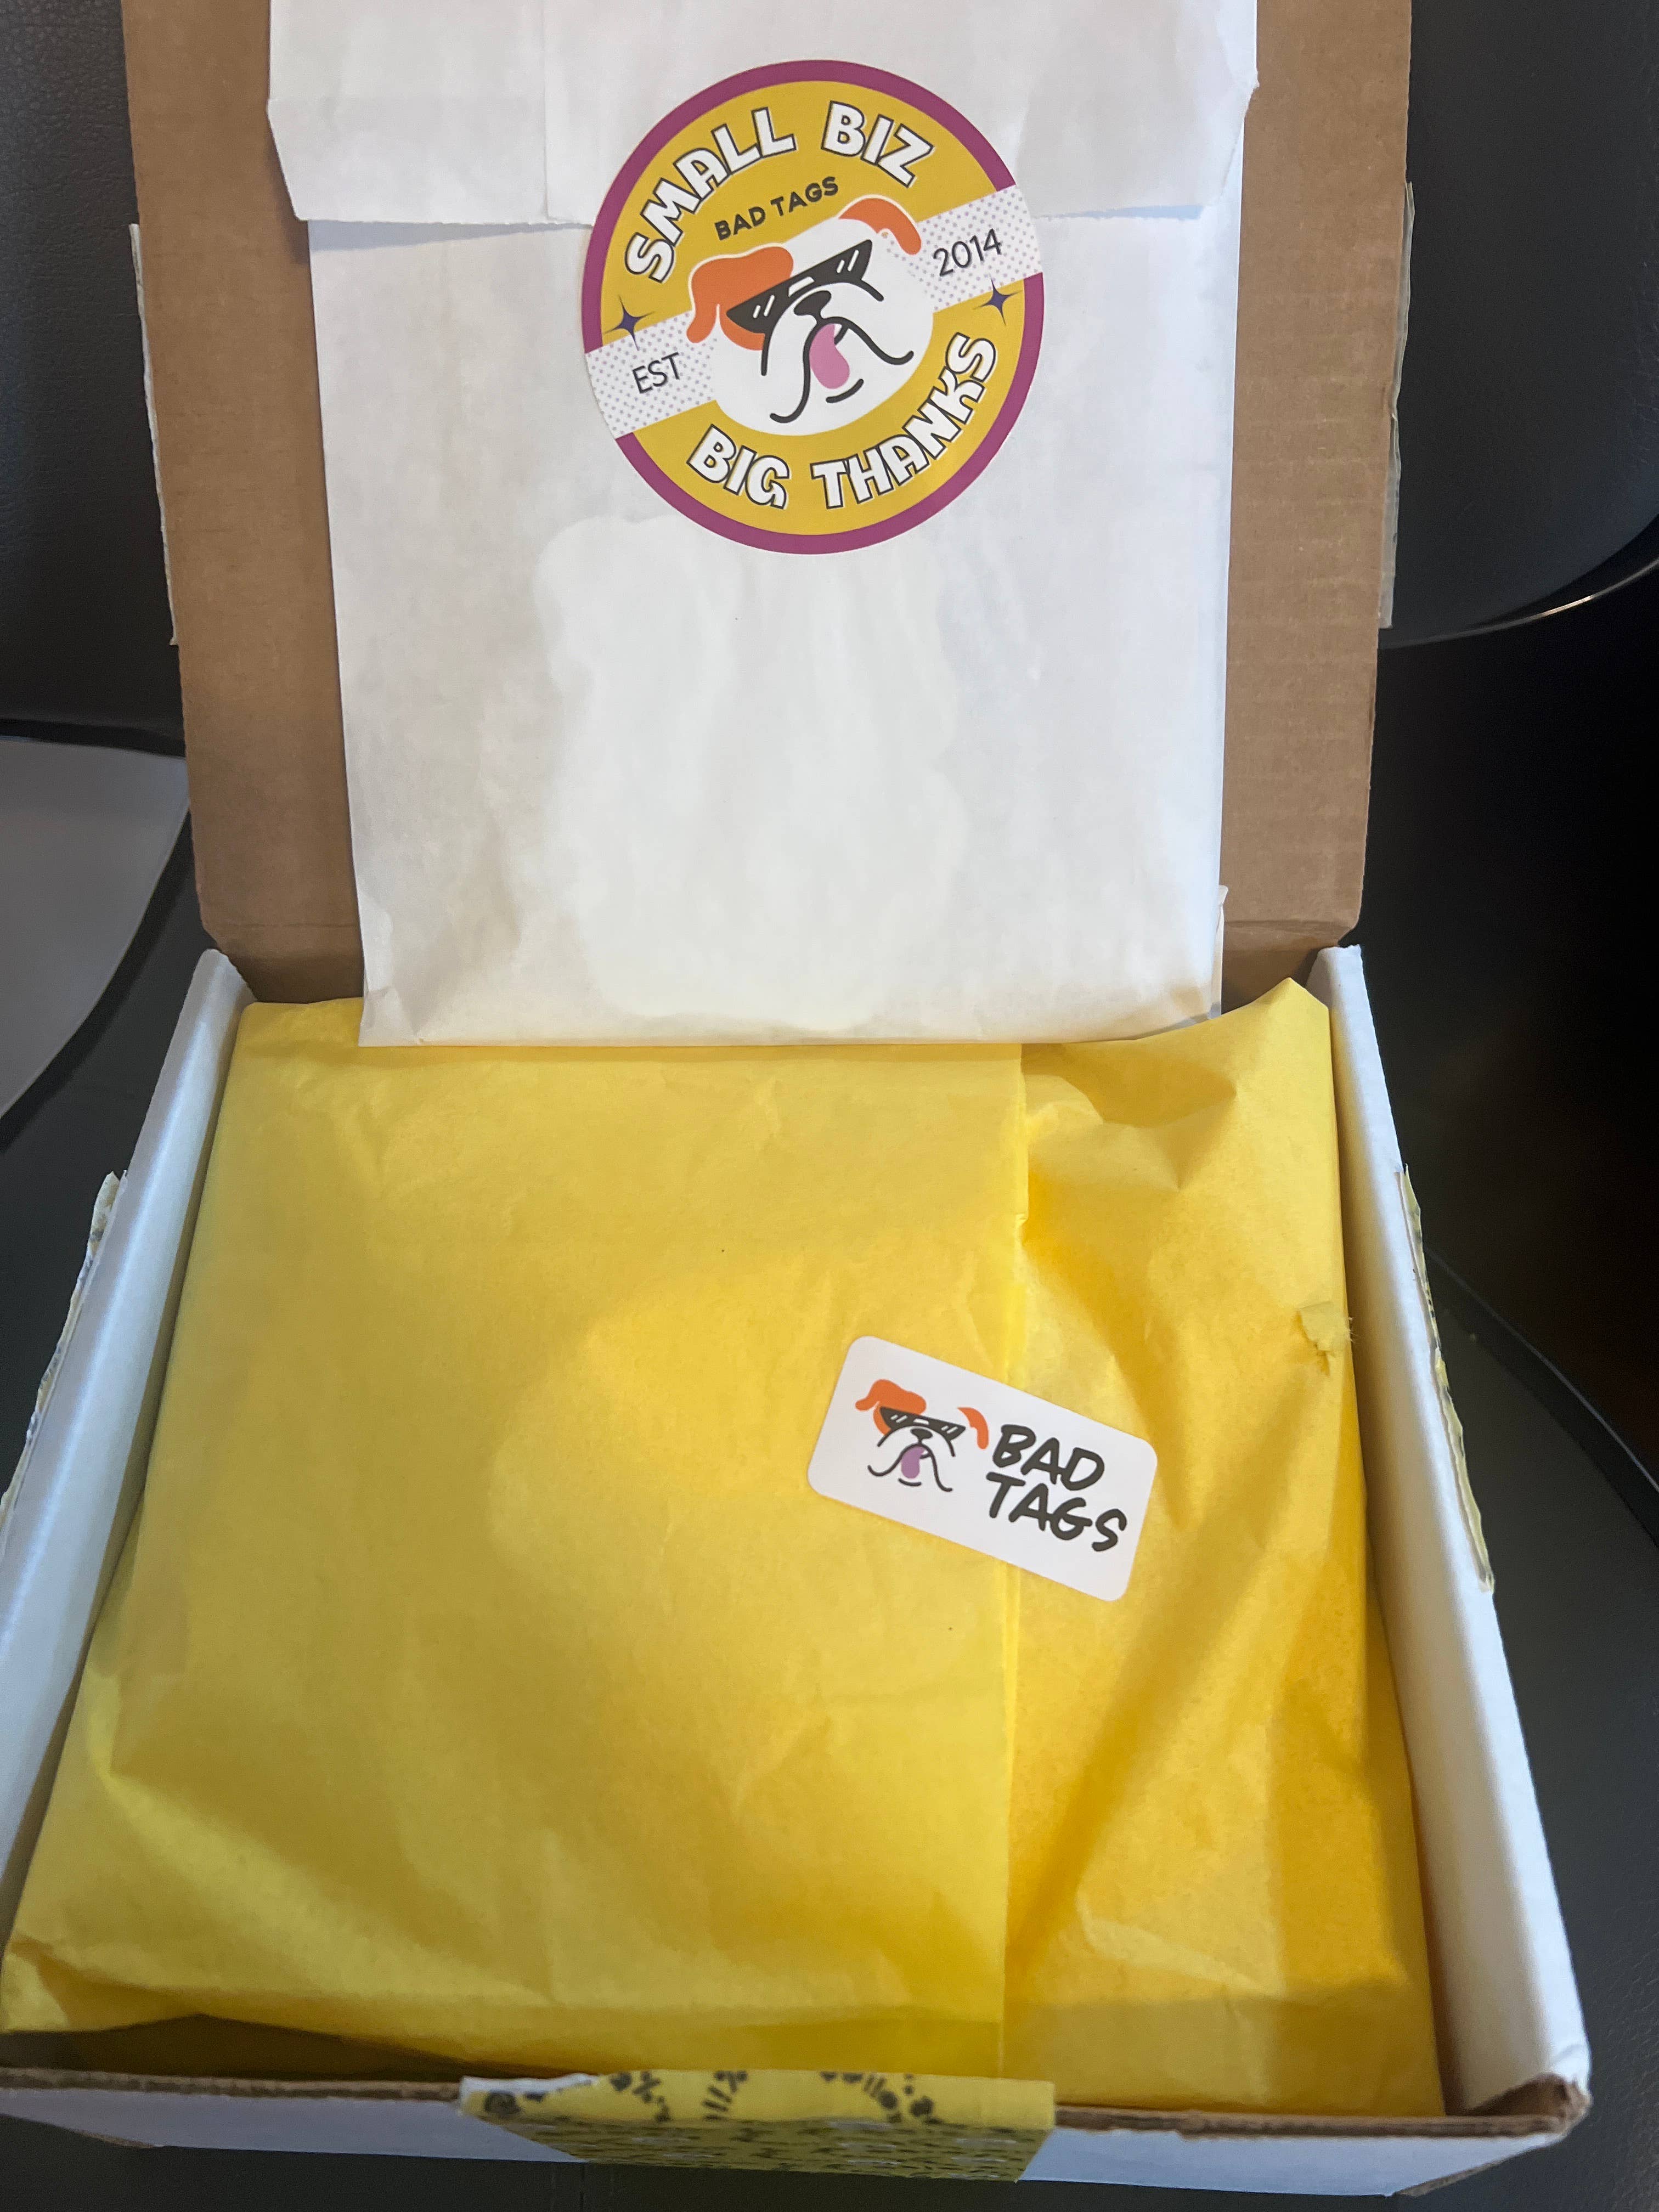 SMALL BIZ
BAD TAGS
EST 2014
BIG THANKS
BAD
TAGS